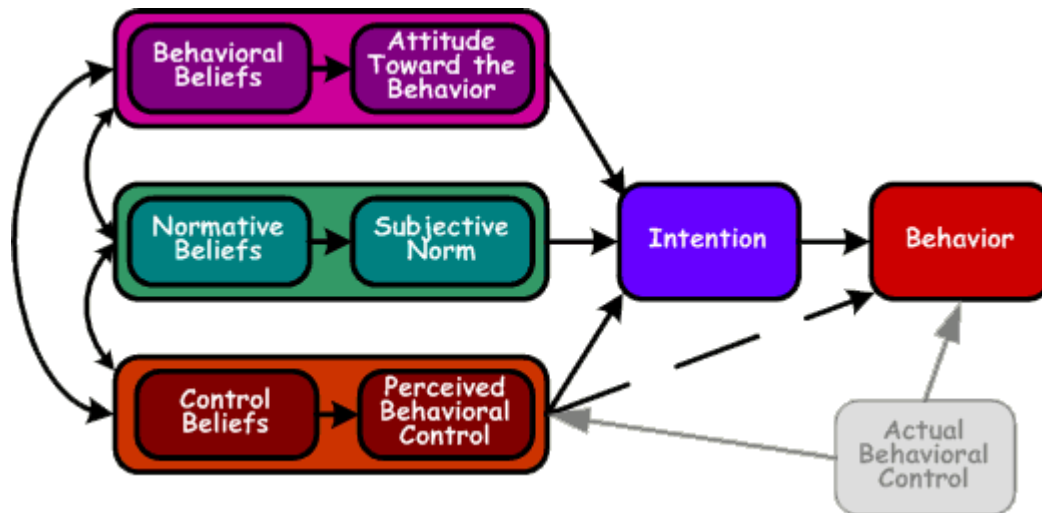 Behavioral
Beliefs
Attitude
Toward the
Behavior
Normative
Beliefs
Subjective
Norm
Intention
Behavior
Control
Beliefs
Perceived
Behavioral
Control
Actual
Behavioral
Control